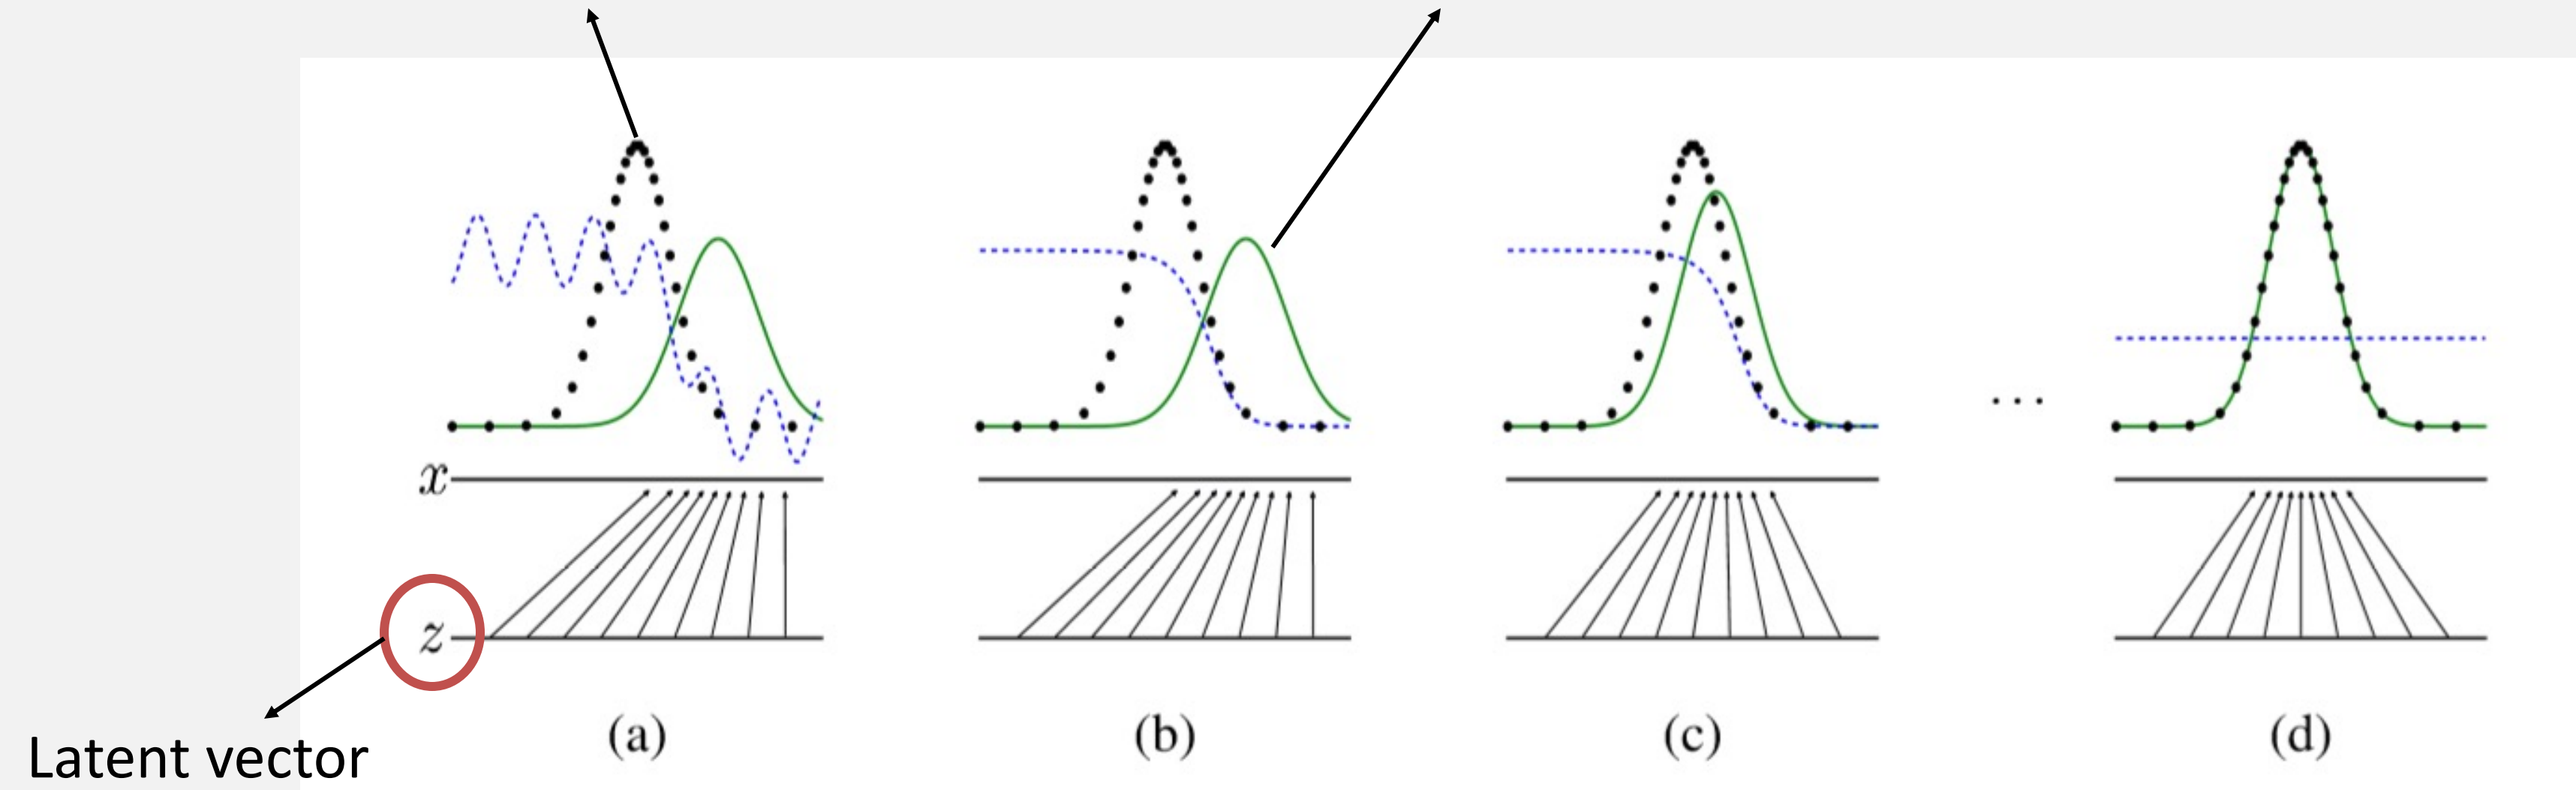 x
z
. . .
Latent vector
(a)
(b)
(c)
(d)